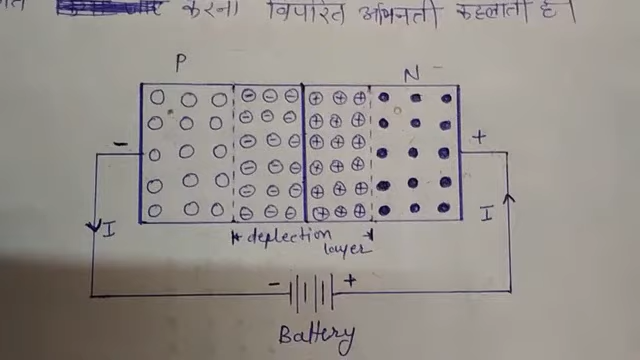 करना विपरित अभिनती कहलाती है।
P
N -
- +
I I
*deplection layer
- +
Battery